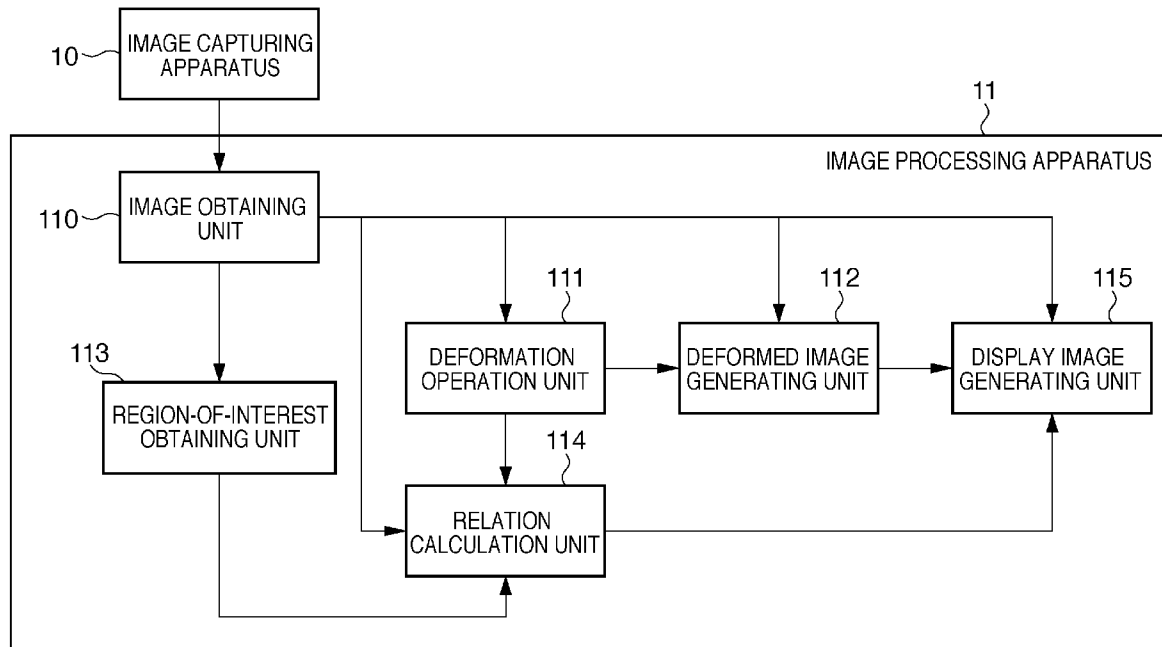 10
IMAGE CAPTURING
APPARATUS
11
IMAGE PROCESSING APPARATUS
110
IMAGE OBTAINING
UNIT
111
DEFORMATION
OPERATION UNIT
112
DEFORMED IMAGE
GENERATING UNIT
115
DISPLAY IMAGE
GENERATING UNIT
113
REGION-OF-INTEREST
OBTAINING UNIT
114
RELATION
CALCULATION UNIT